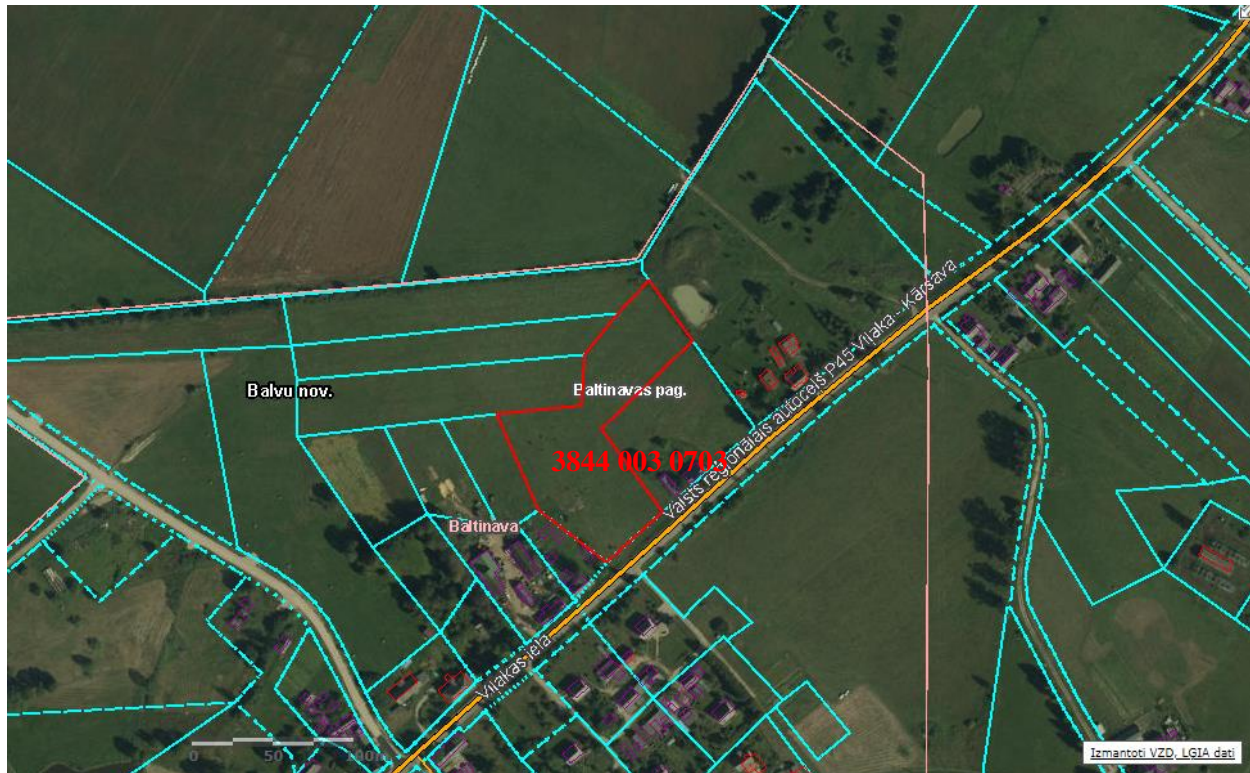 Valsts reģionālais autoceļš P45 Viļaka - Kārsava
Balvu nov.
Baltinavas pag.
3844 003 0703
Baltinava
Viļakas iela
0 50 100m
Izmantoti VZD, LGIA dati